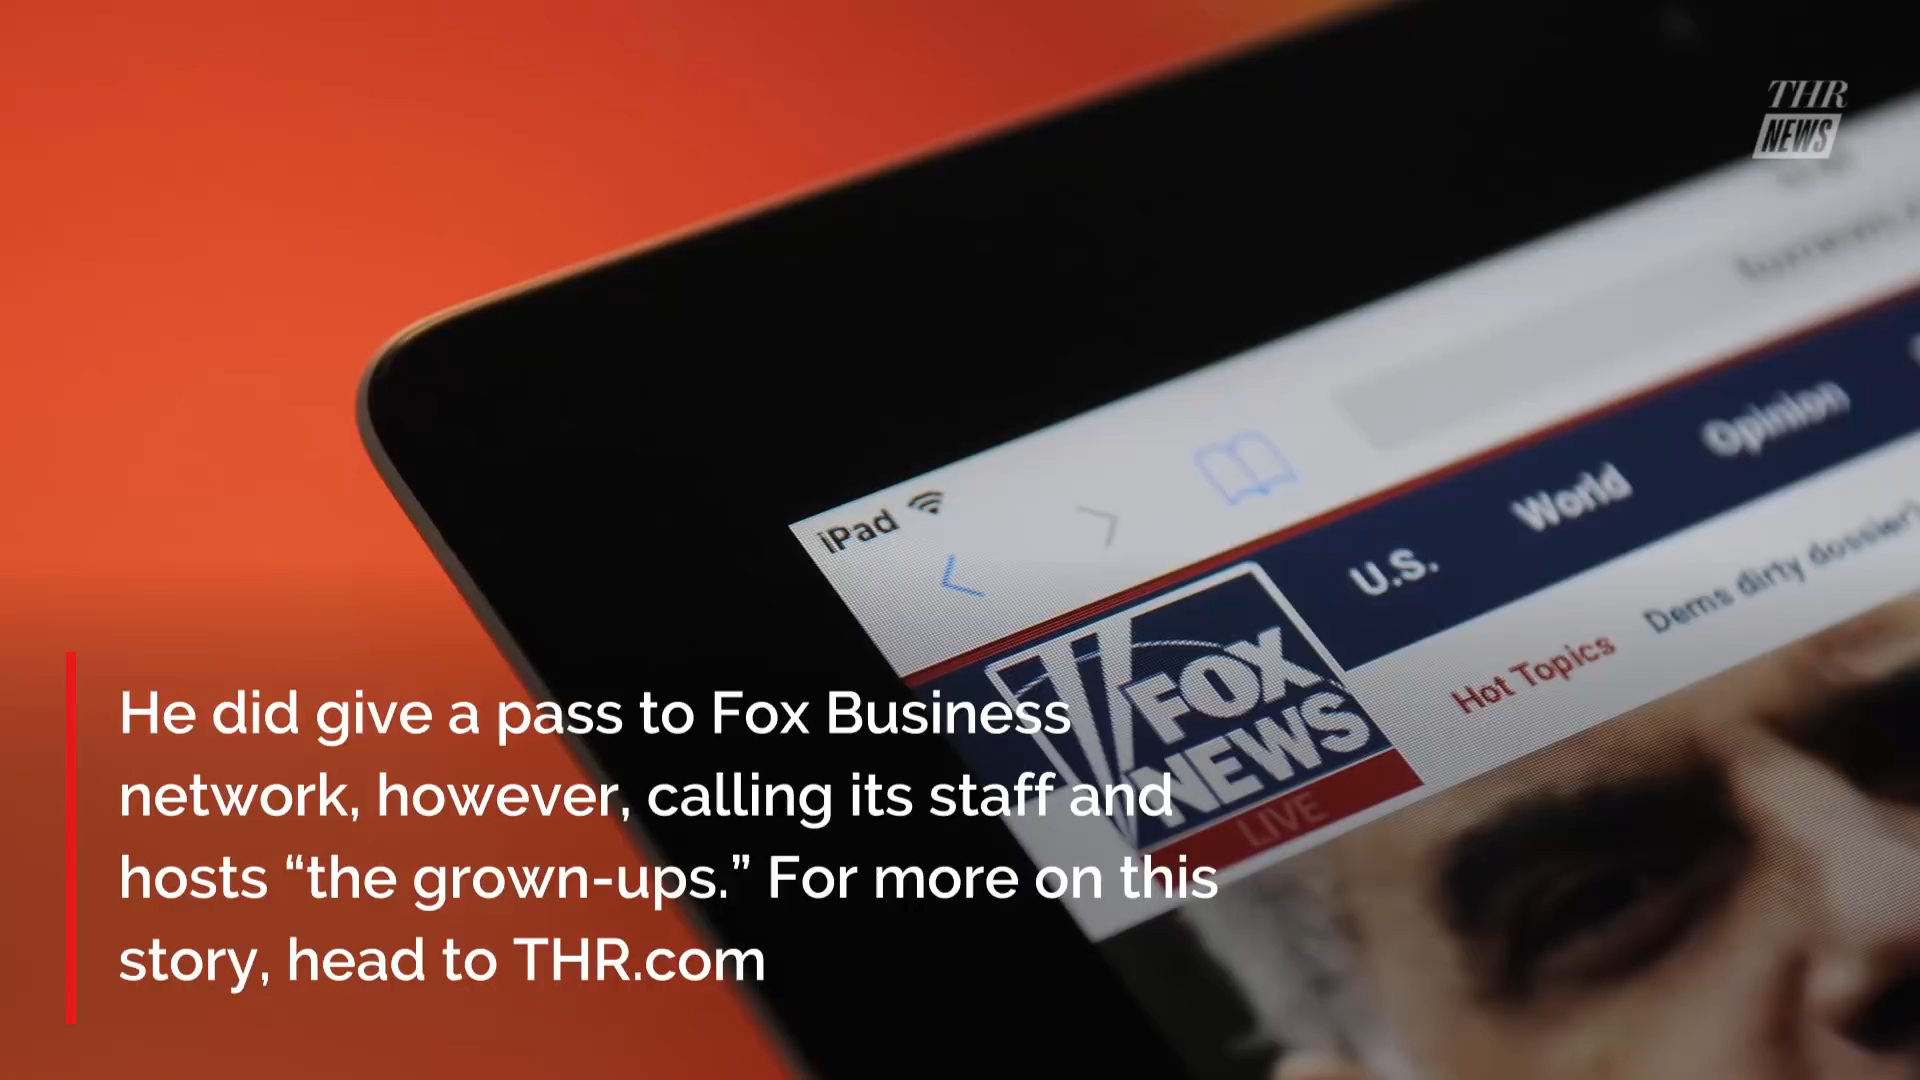 THR
NEWS
iPad
U.S.
World
Opinion
Hot Topics
Dems dirty dossier
FOX
NEWS
LIVE
He did give a pass to Fox Business
network, however, calling its staff and
hosts “the grown-ups.” For more on this
story, head to THR.com